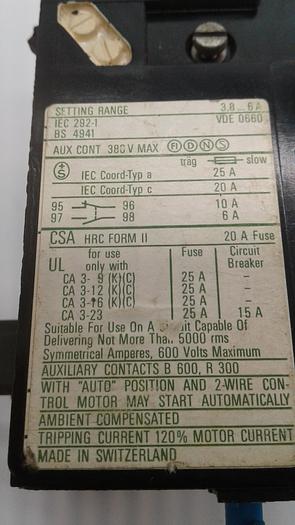 SETTING RANGE 3.8 ... 6A
IEC 292-1 VDE 0660
BS 4941
AUX CONT 380V MAX FI D N S
träg slow
S IEC Coord-Typ a 25 A
IEC Coord-Typ c 20 A
95 96 10 A
97 98 6 A
CSA HRC FORM II 20 A Fuse
UL for use only with Fuse Circuit Breaker
CA 3-9 (K)(C) 25 A –
CA 3-12 (K)(C) 25 A –
CA 3-16 (K)(C) 25 A –
CA 3-23 25 A 15 A
Suitable For Use On A Capable Of
Delivering Not More Than 5000 rms
Symmetrical Amperes, 600 Volts Maximum
AUXILIARY CONTACTS B 600, R 300
WITH "AUTO" POSITION AND 2-WIRE CON-
TROL MOTOR MAY START AUTOMATICALLY
AMBIENT COMPENSATED
TRIPPING CURRENT 120% MOTOR CURRENT
MADE IN SWITZERLAND